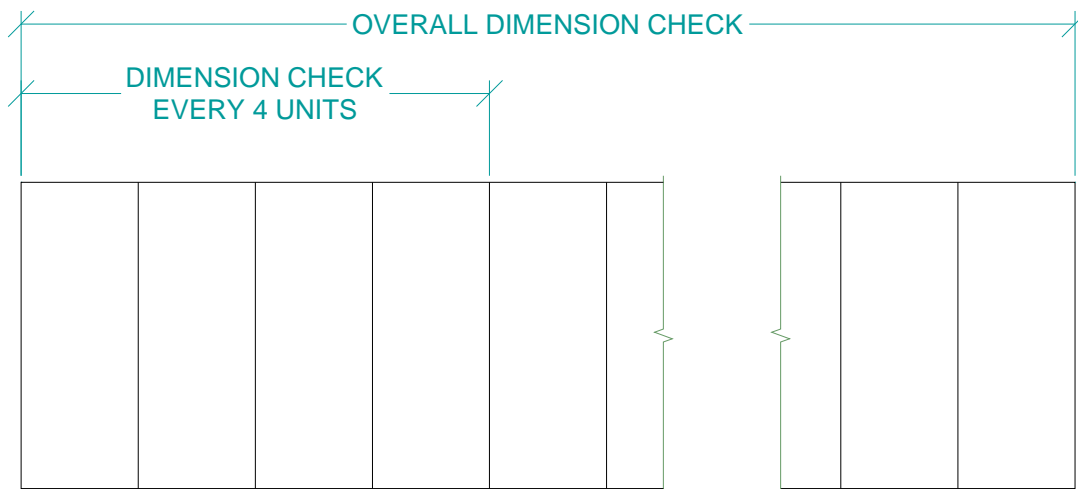 OVERALL DIMENSION CHECK
DIMENSION CHECK
EVERY 4 UNITS